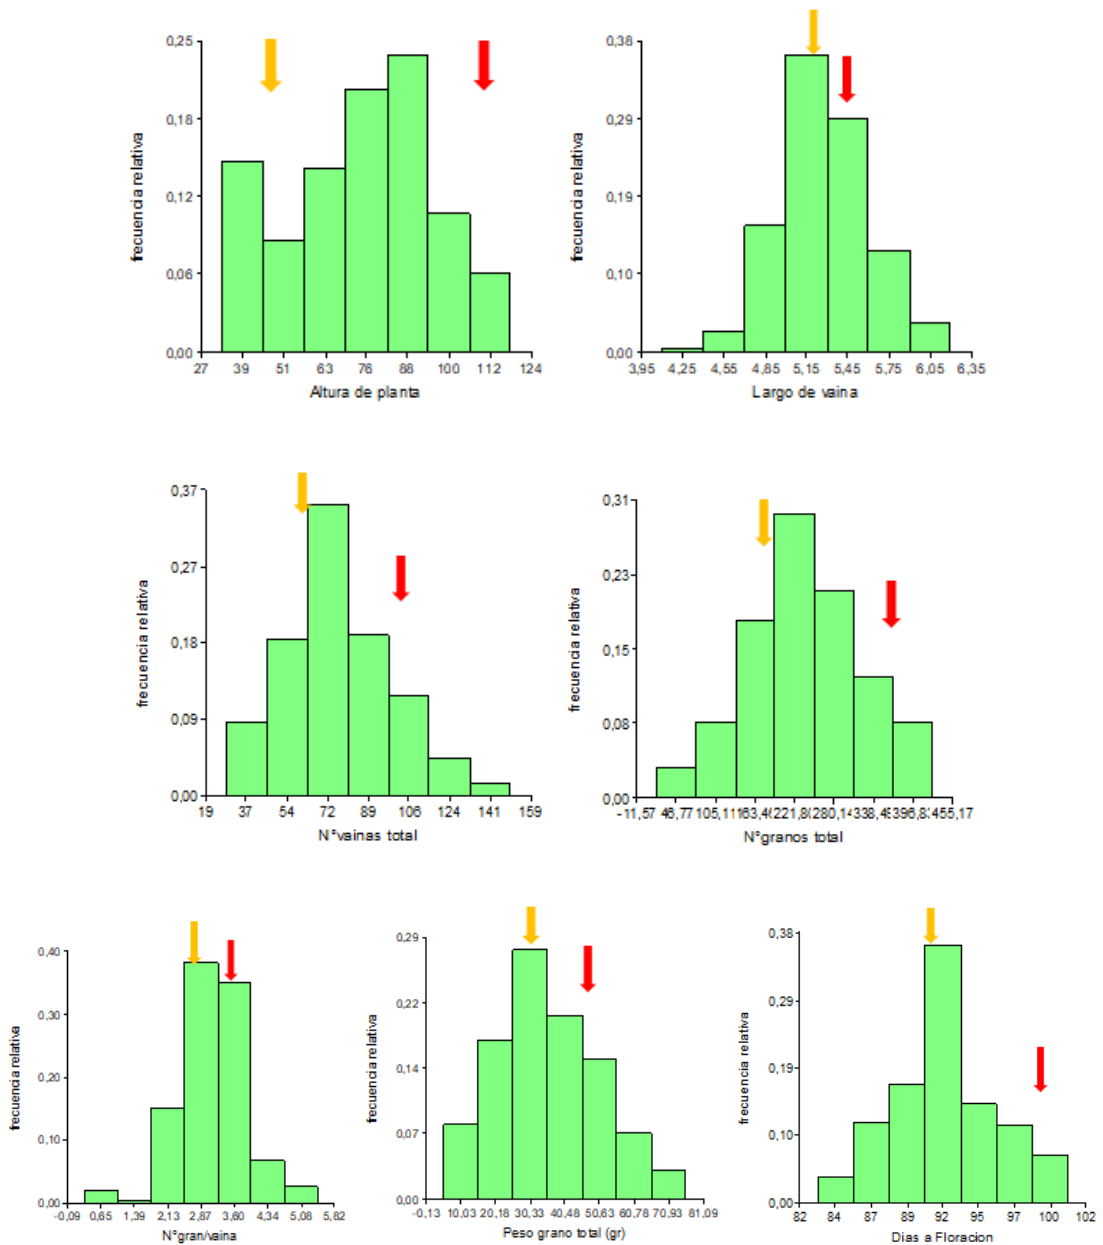 0,25
0,18
0,12
0,06
0,00
frecuencia relativa
27 39 51 63 76 88 100 112 124
Altura de planta
0,38
0,29
0,19
0,10
0,00
frecuencia relativa
3,95 4,25 4,55 4,85 5,15 5,45 5,75 6,05 6,35
Largo de vaina
0,37
0,27
0,18
0,09
0,00
frecuencia relativa
19 37 54 72 89 106 124 141 159
N°vainas total
0,31
0,23
0,15
0,08
0,00
frecuencia relativa
-11,57 46,77 455,17
N°granos total
0,40
0,30
0,20
0,10
0,00
frecuencia relativa
-0,09 0,65 1,39 2,13 2,87 3,60 4,34 5,08 5,82
N°gran/vaina
0,29
0,22
0,14
0,07
0,00
frecuencia relativa
-0,13 10,03 20,18 30,33 40,48 50,63 60,78 70,93 81,09
Peso grano total (gr)
0,38
0,29
0,19
0,10
0,00
frecuencia relativa
82 84 87 89 92 95 97 100 102
Dias a Floracion